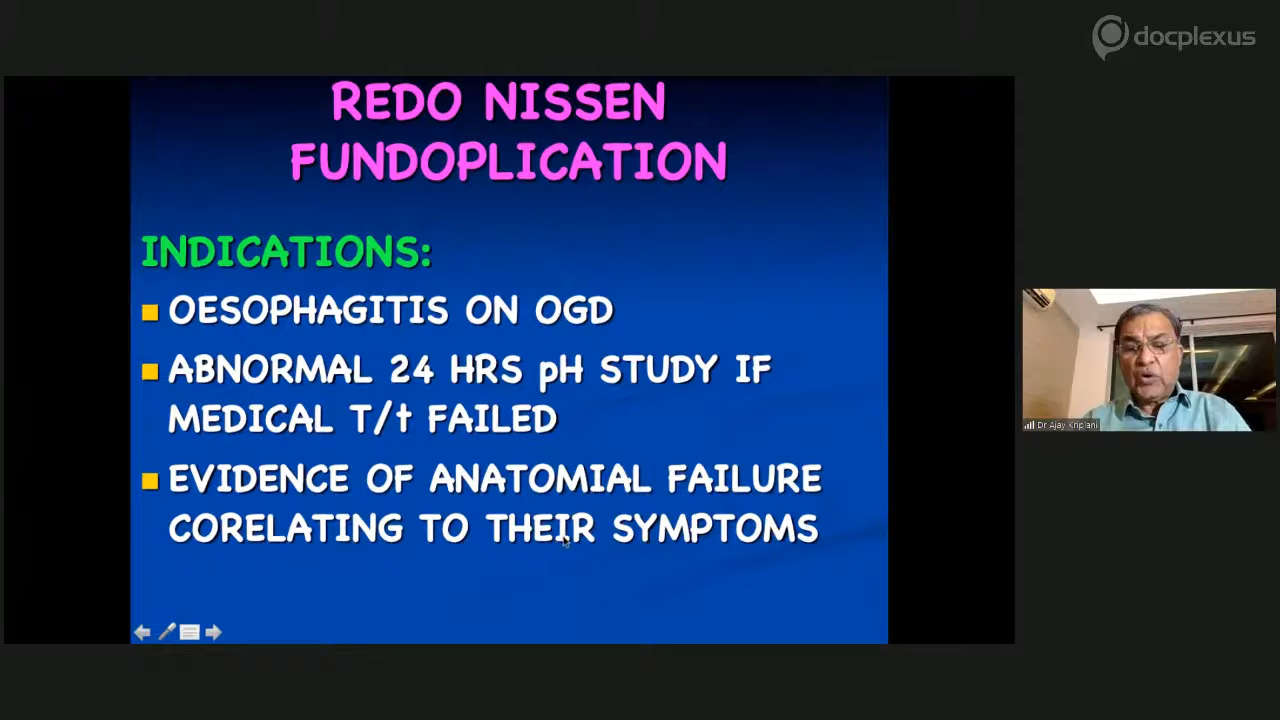 docplexus
REDO NISSEN
FUNDOPLICATION
INDICATIONS:
OESOPHAGITIS ON OGD
ABNORMAL 24 HRS pH STUDY IF
MEDICAL T/t FAILED
EVIDENCE OF ANATOMIAL FAILURE
CORELATING TO THEIR SYMPTOMS
Dr Ajay Kriplani